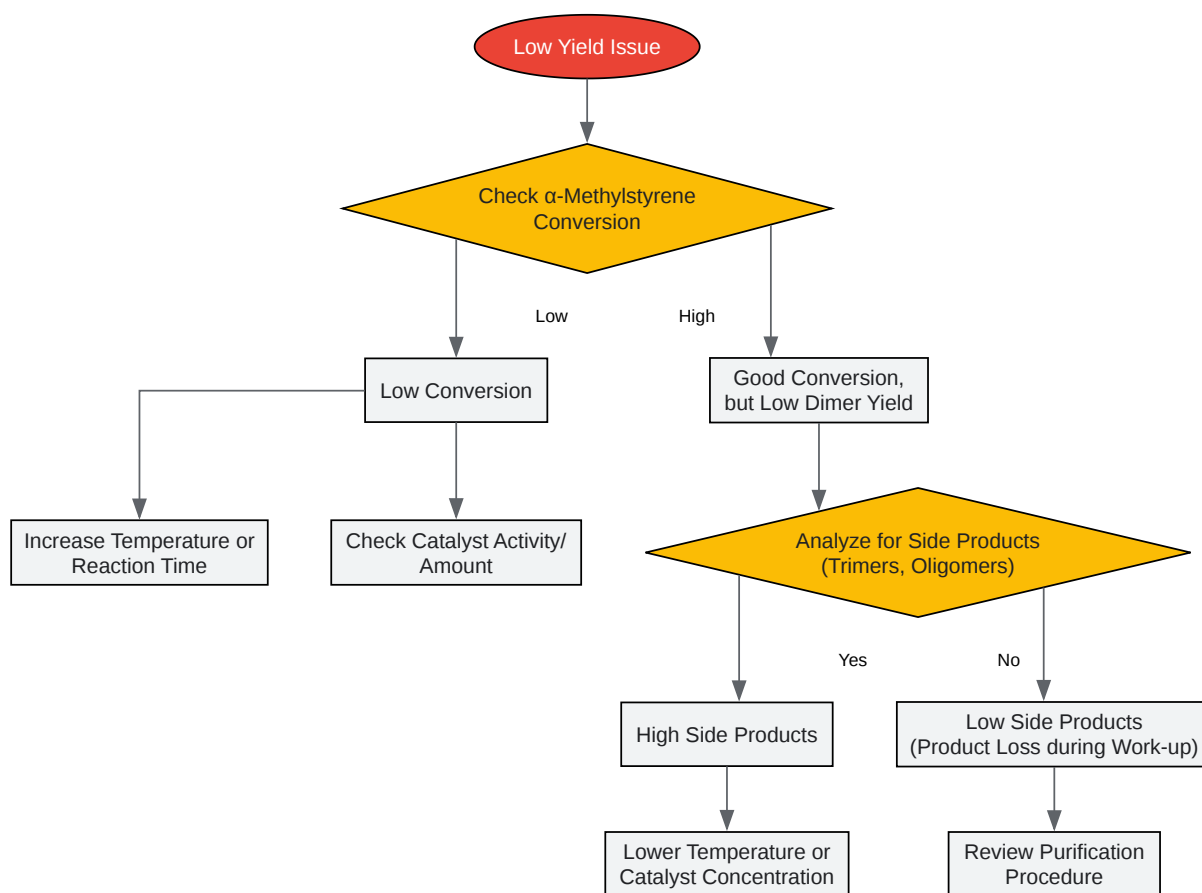 Low Yield Issue
Check α-Methylstyrene
Conversion
Low
High
Low Conversion
Good Conversion,
but Low Dimer Yield
Increase Temperature or
Reaction Time
Check Catalyst Activity/
Amount
Analyze for Side Products
(Trimers, Oligomers)
Yes
No
High Side Products
Low Side Products
(Product Loss during Work-up)
Lower Temperature or
Catalyst Concentration
Review Purification
Procedure